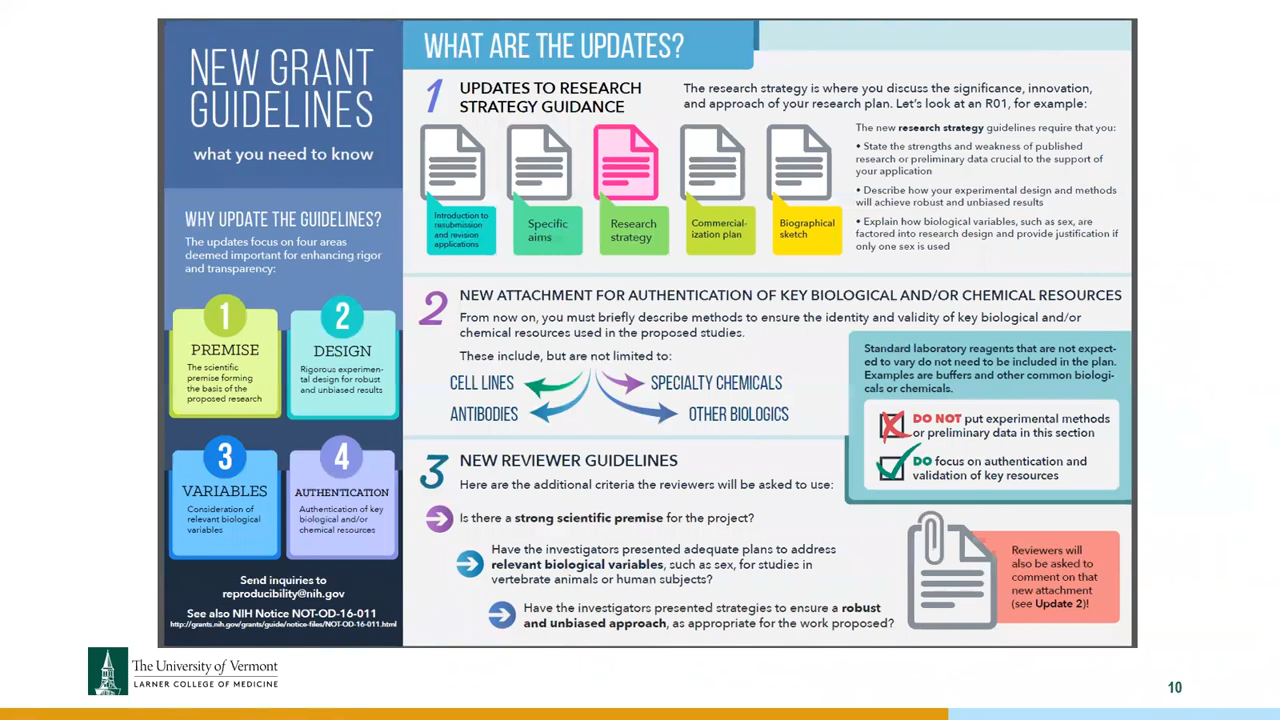 NEW GRANT
GUIDELINES
what you need to know
WHY UPDATE THE GUIDELINES?
The updates focus on four areas
deemed important for enhancing rigor
and transparency:
1
PREMISE
The scientific
premise forming
the basis of the
proposed research
2
DESIGN
Rigorous experimen-
tal design for robust
and unbiased results
3
VARIABLES
Consideration of
relevant biological
variables
4
AUTHENTICATION
Authentication of key
biological and/or
chemical resources
Send inquiries to
reproducibility@nih.gov
See also NIH Notice NOT-OD-16-011
http://grants.nih.gov/grants/guide/notice-files/NOT-OD-16-011.html
WHAT ARE THE UPDATES?
1
UPDATES TO RESEARCH
STRATEGY GUIDANCE
The research strategy is where you discuss the significance, innovation,
and approach of your research plan. Let's look at an R01, for example:
Introduction to
resubmission
and revision
applications
Specific
aims
Research
strategy
Commercial-
ization plan
Biographical
sketch
The new research strategy guidelines require that you:
• State the strengths and weakness of published
research or preliminary data crucial to the support of
your application
• Describe how your experimental design and methods
will achieve robust and unbiased results
• Explain how biological variables, such as sex, are
factored into research design and provide justification if
only one sex is used
2
NEW ATTACHMENT FOR AUTHENTICATION OF KEY BIOLOGICAL AND/OR CHEMICAL RESOURCES
From now on, you must briefly describe methods to ensure the identity and validity of key biological and/or
chemical resources used in the proposed studies.
These include, but are not limited to:
CELL LINES
SPECIALTY CHEMICALS
ANTIBODIES
OTHER BIOLOGICS
Standard laboratory reagents that are not expect-
ed to vary do not need to be included in the plan.
Examples are buffers and other common biologi-
cals or chemicals.
DO NOT put experimental methods
or preliminary data in this section
DO focus on authentication and
validation of key resources
3
NEW REVIEWER GUIDELINES
Here are the additional criteria the reviewers will be asked to use:
Is there a strong scientific premise for the project?
Have the investigators presented adequate plans to address
relevant biological variables, such as sex, for studies in
vertebrate animals or human subjects?
Have the investigators presented strategies to ensure a robust
and unbiased approach, as appropriate for the work proposed?
Reviewers will
also be asked to
comment on that
new attachment
(see Update 2)!
The University of Vermont
LARNER COLLEGE OF MEDICINE
10